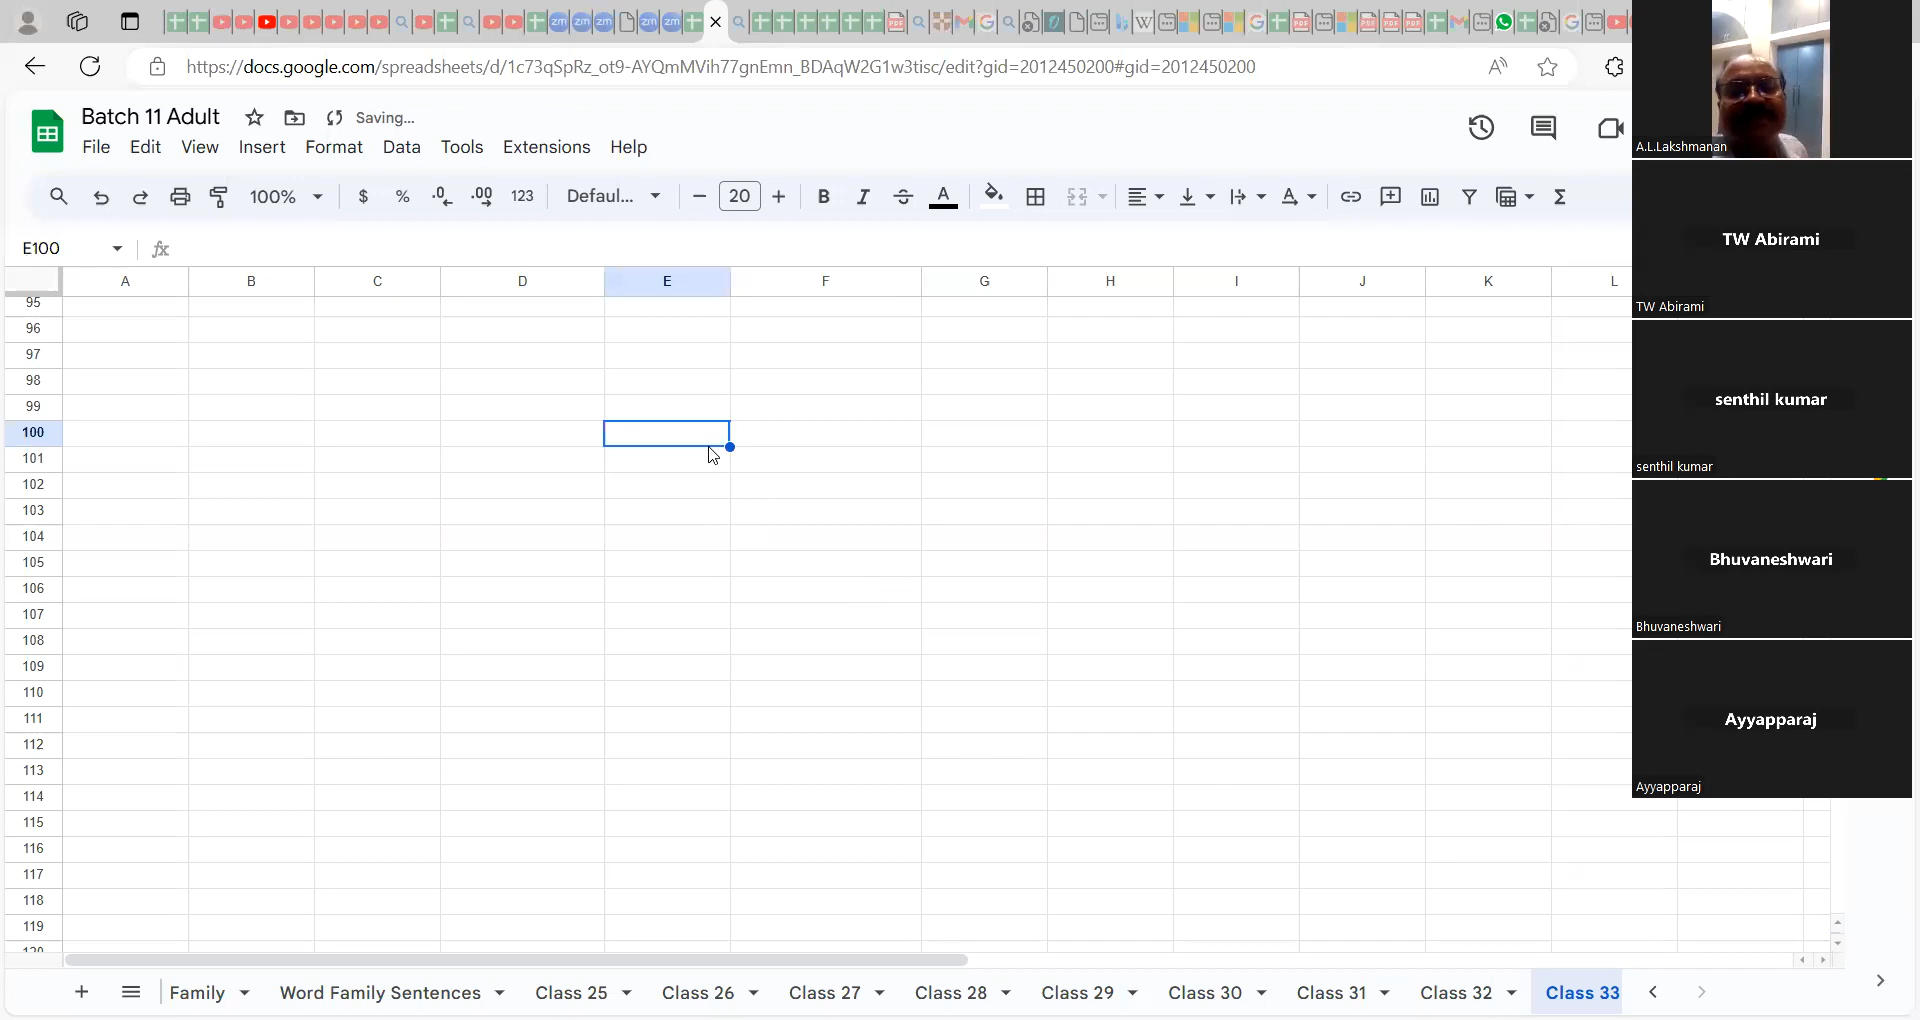 https://docs.google.com/spreadsheets/d/1c73qSpRz_ot9-AYQmMVih77gnEmn_BDAqW2G1w3tisc/edit?gid=2012450200#gid=2012450200
Batch 11 Adult Saving...
File Edit View Insert Format Data Tools Extensions Help
100% $ % .0 .00 123 Defaul... 20 B I A
E100 fx
A B C D E F G H I J K L
95
96
97
98
99
100
101
102
103
104
105
106
107
108
109
110
111
112
113
114
115
116
117
118
119
120
Family Word Family Sentences Class 25 Class 26 Class 27 Class 28 Class 29 Class 30 Class 31 Class 32 Class 33
A.L.Lakshmanan
TW Abirami
TW Abirami
senthil kumar
senthil kumar
Bhuvaneshwari
Bhuvaneshwari
Ayyapparaj
Ayyapparaj